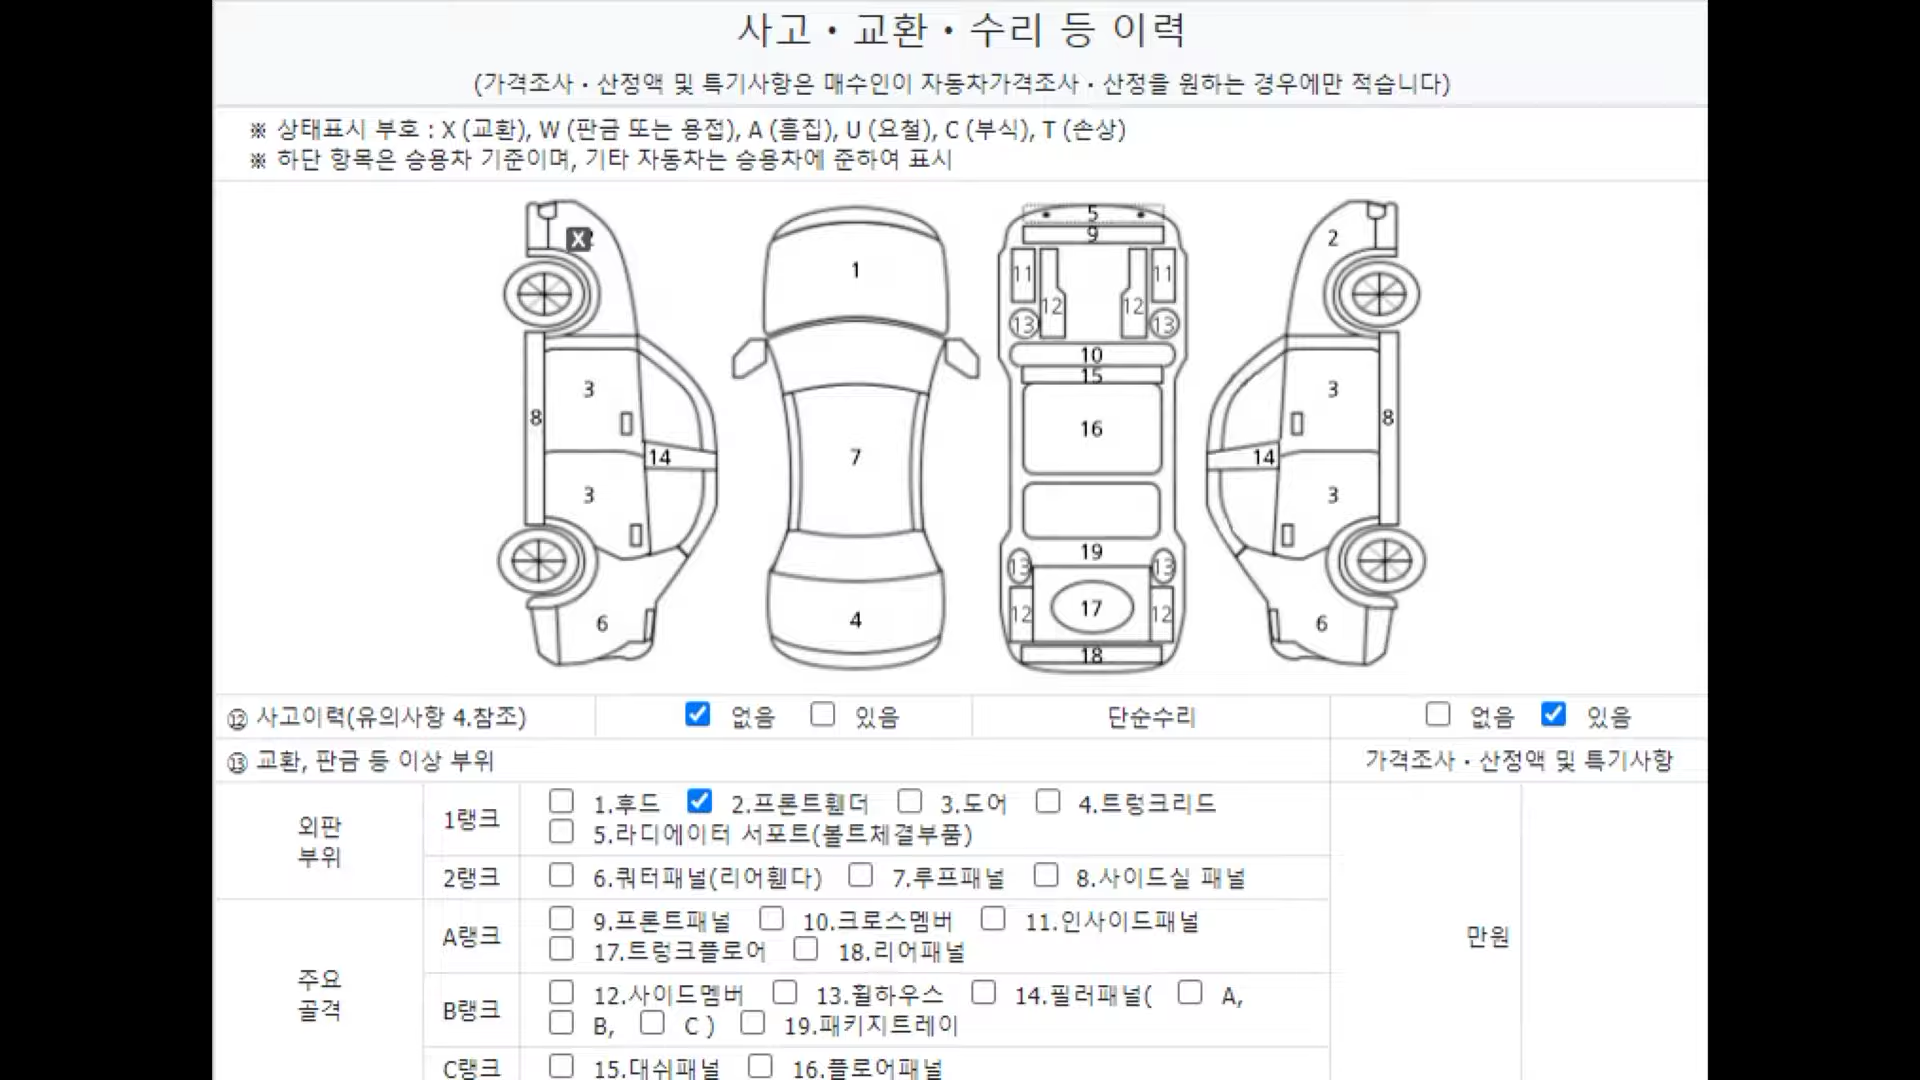 사고・교환・수리 등 이력
(가격조사・산정액 및 특기사항은 매수인이 자동차가격조사・산정을 원하는 경우에만 적습니다)
※ 상태표시 부호 : X (교환), W (판금 또는 용접), A (흠집), U (요철), C (부식), T (손상)
※ 하단 항목은 승용차 기준이며, 기타 자동차는 승용차에 준하여 표시
X
3
8
14
3
6
1
7
4
5
9
11 11
12 12
13 13
10
15
16
19
13 13
12 17 12
18
2
3
8
14
3
6
⑫ 사고이력(유의사항 4.참조) 없음 있음 단순수리 없음 있음
⑬ 교환, 판금 등 이상 부위 가격조사・산정액 및 특기사항
외판
부위
1랭크
1.후드 2.프론트휀더 3.도어 4.트렁크리드
5.라디에이터 서포트(볼트체결부품)
2랭크
6.쿼터패널(리어휀다) 7.루프패널 8.사이드실 패널
주요
골격
A랭크
9.프론트패널 10.크로스멤버 11.인사이드패널
17.트렁크플로어 18.리어패널
B랭크
12.사이드멤버 13.휠하우스 14.필러패널( A,
B, C ) 19.패키지트레이
C랭크
15.대쉬패널 16.플로어패널
만원